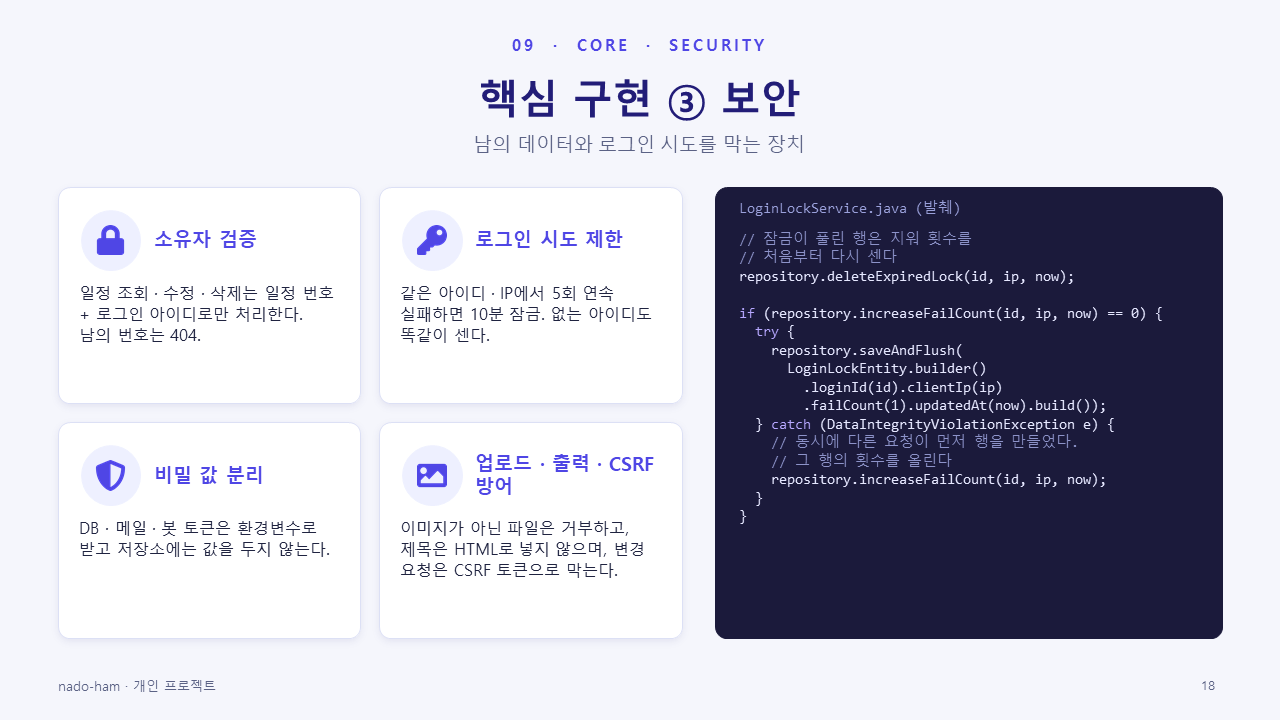 09 · CORE · SECURITY
핵심 구현 ③ 보안
남의 데이터와 로그인 시도를 막는 장치
소유자 검증
일정 조회 · 수정 · 삭제는 일정 번호
+ 로그인 아이디로만 처리한다.
남의 번호는 404.
로그인 시도 제한
같은 아이디 · IP에서 5회 연속
실패하면 10분 잠금. 없는 아이디도
똑같이 센다.
비밀 값 분리
DB · 메일 · 봇 토큰은 환경변수로
받고 저장소에는 값을 두지 않는다.
업로드 · 출력 · CSRF
방어
이미지가 아닌 파일은 거부하고,
제목은 HTML로 넣지 않으며, 변경
요청은 CSRF 토큰으로 막는다.
LoginLockService.java (발췌)
// 잠금이 풀린 행은 지워 횟수를
// 처음부터 다시 센다
repository.deleteExpiredLock(id, ip, now);
if (repository.increaseFailCount(id, ip, now) == 0) {
try {
repository.saveAndFlush(
LoginLockEntity.builder()
.loginId(id).clientIp(ip)
.failCount(1).updatedAt(now).build());
} catch (DataIntegrityViolationException e) {
// 동시에 다른 요청이 먼저 행을 만들었다.
// 그 행의 횟수를 올린다
repository.increaseFailCount(id, ip, now);
}
}
nado-ham · 개인 프로젝트
18